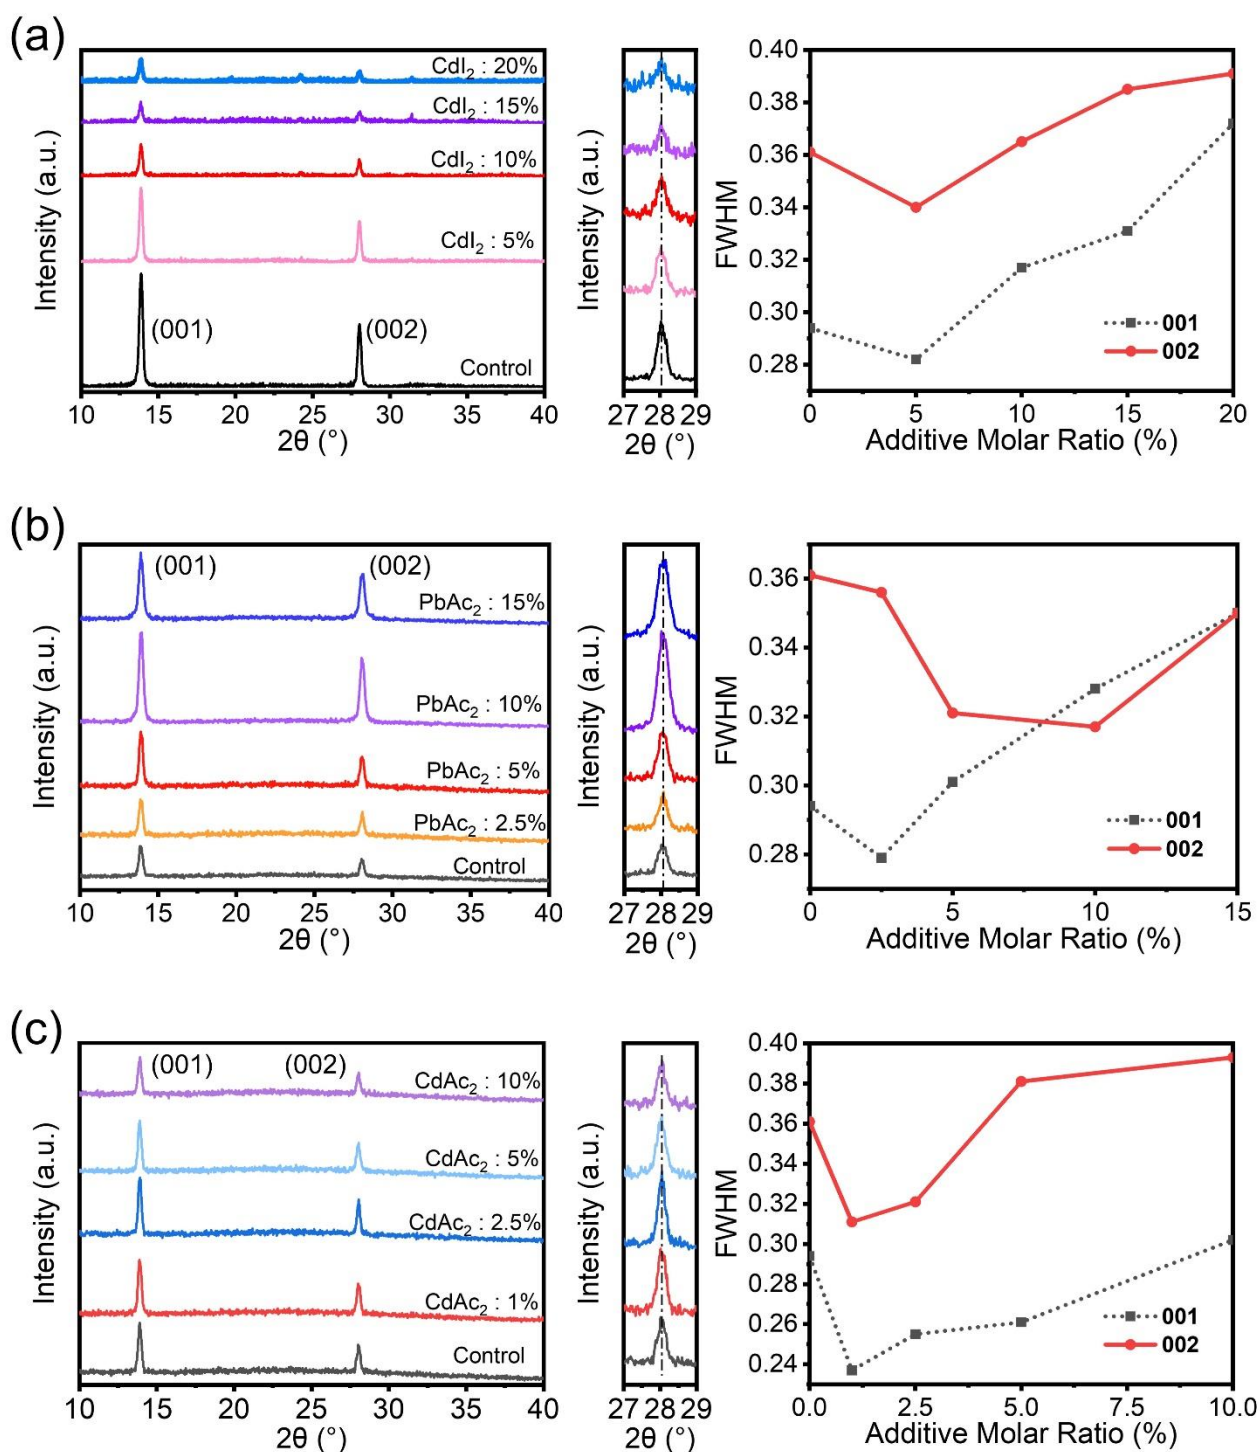 (a)
CdI2 : 20%
CdI2 : 15%
CdI2 : 10%
CdI2 : 5%
(001)
(002)
Control
Intensity (a.u.)
10 15 20 25 30 35 40
2θ (°)
Intensity (a.u.)
27 28 29
2θ (°)
FWHM
0.40
0.38
0.36
0.34
0.32
0.30
0.28
001
002
0 5 10 15 20
Additive Molar Ratio (%)
(b)
(001)
(002)
PbAc2 : 15%
PbAc2 : 10%
PbAc2 : 5%
PbAc2 : 2.5%
Control
Intensity (a.u.)
10 15 20 25 30 35 40
2θ (°)
Intensity (a.u.)
27 28 29
2θ (°)
FWHM
0.36
0.34
0.32
0.30
0.28
001
002
0 5 10 15
Additive Molar Ratio (%)
(c)
(001)
(002)
CdAc2 : 10%
CdAc2 : 5%
CdAc2 : 2.5%
CdAc2 : 1%
Control
Intensity (a.u.)
10 15 20 25 30 35 40
2θ (°)
Intensity (a.u.)
27 28 29
2θ (°)
FWHM
0.40
0.38
0.36
0.34
0.32
0.30
0.28
0.26
0.24
001
002
0.0 2.5 5.0 7.5 10.0
Additive Molar Ratio (%)